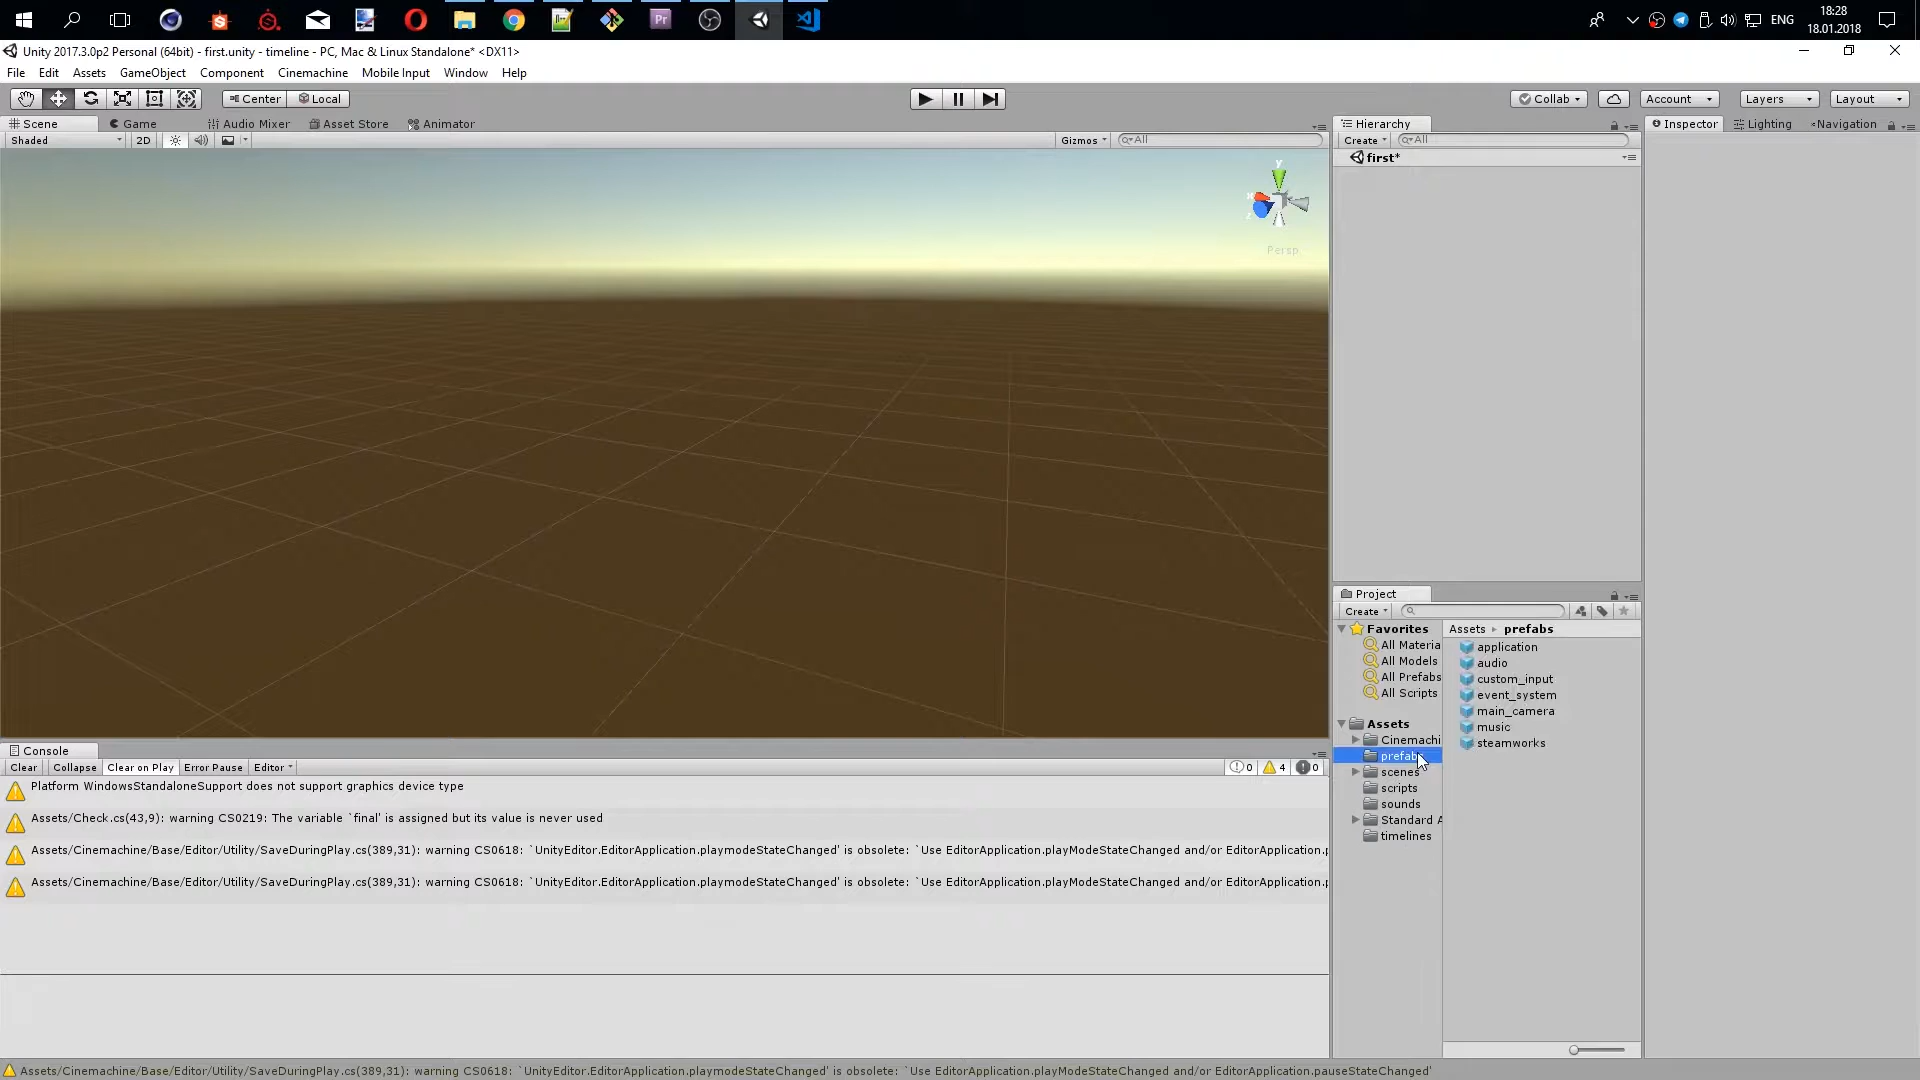 Pr
ENG
18:28
18.01.2018
Unity 2017.3.0p2 Personal (64bit) - first.unity - timeline - PC, Mac & Linux Standalone* <DX11>
File Edit Assets GameObject Component Cinemachine Mobile Input Window Help
Center Local Collab Account Layers Layout
Scene Game Audio Mixer Asset Store Animator
Shaded 2D Gizmos All
y
x
z
Persp
Hierarchy
Create All
first*
Inspector Lighting Navigation
Project
Create
Favorites
All Materia
All Models
All Prefabs
All Scripts
Assets
Cinemachi
prefabs
scenes
scripts
sounds
Standard A
timelines
Assets prefabs
application
audio
custom_input
event_system
main_camera
music
steamworks
Console
Clear Collapse Clear on Play Error Pause Editor 0 4 0
Platform WindowsStandaloneSupport does not support graphics device type
Assets/Check.cs(43,9): warning CS0219: The variable `final' is assigned but its value is never used
Assets/Cinemachine/Base/Editor/Utility/SaveDuringPlay.cs(389,31): warning CS0618: `UnityEditor.EditorApplication.playmodeStateChanged' is obsolete: `Use EditorApplication.playModeStateChanged and/or EditorApplication.p
Assets/Cinemachine/Base/Editor/Utility/SaveDuringPlay.cs(389,31): warning CS0618: `UnityEditor.EditorApplication.playmodeStateChanged' is obsolete: `Use EditorApplication.playModeStateChanged and/or EditorApplication.p
Assets/Cinemachine/Base/Editor/Utility/SaveDuringPlay.cs(389,31): warning CS0618: `UnityEditor.EditorApplication.playmodeStateChanged' is obsolete: `Use EditorApplication.playModeStateChanged and/or EditorApplication.pauseStateChanged'